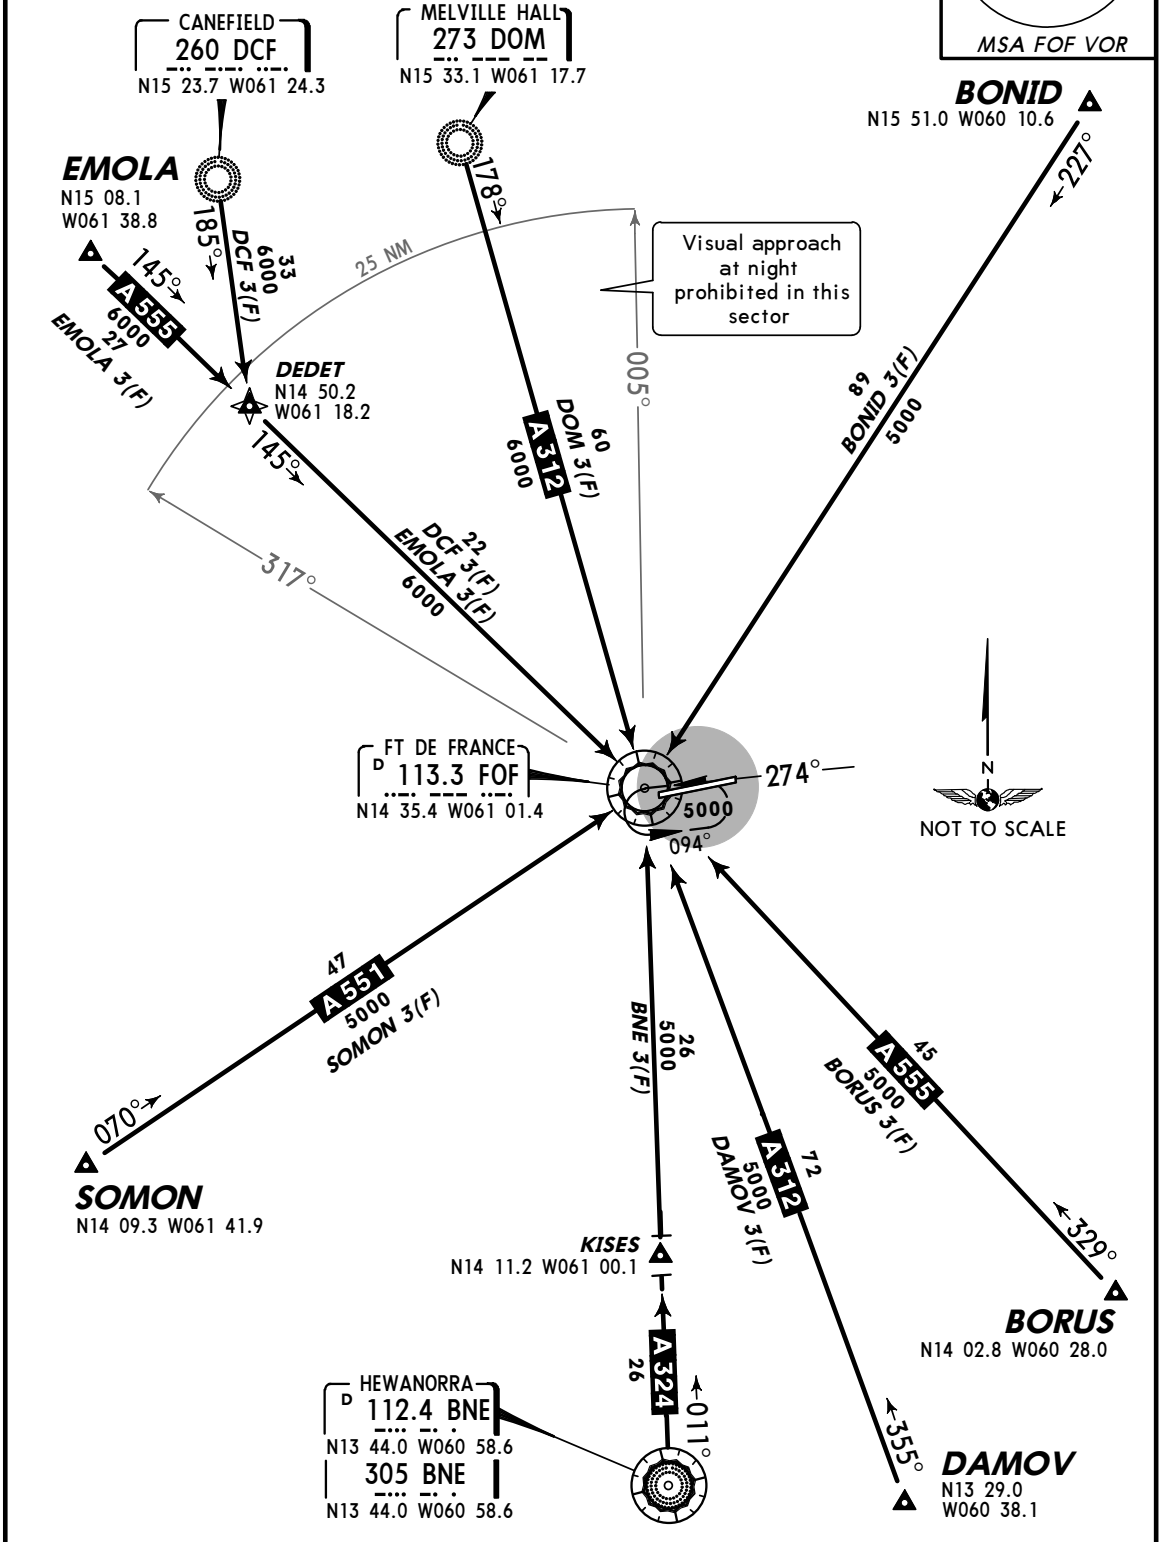 CANEFIELD
260 DCF
N15 23.7 W061 24.3
MELVILLE HALL
273 DOM
N15 33.1 W061 17.7
MSA FOF VOR
BONID
N15 51.0 W060 10.6
227°
EMOLA
N15 08.1
W061 38.8
145°
A 555
6000
27
EMOLA 3(F)
185°
33
6000
DCF 3(F)
178°
25 NM
Visual approach
at night
prohibited in this
sector
005°
DEDET
N14 50.2
W061 18.2
145°
60
DOM 3(F)
A 312
6000
89
BONID 3(F)
5000
317°
22
DCF 3(F)
EMOLA 3(F)
6000
FT DE FRANCE
D 113.3 FOF
N14 35.4 W061 01.4
274°
5000
094°
N
NOT TO SCALE
47
A 551
5000
SOMON 3(F)
070°
SOMON
N14 09.3 W061 41.9
26
5000
BNE 3(F)
72
A 312
5000
DAMOV 3(F)
45
A 555
5000
BORUS 3(F)
329°
BORUS
N14 02.8 W060 28.0
KISES
N14 11.2 W061 00.1
A 324
26
011°
HEWANORRA
D 112.4 BNE
N13 44.0 W060 58.6
305 BNE
N13 44.0 W060 58.6
355°
DAMOV
N13 29.0
W060 38.1